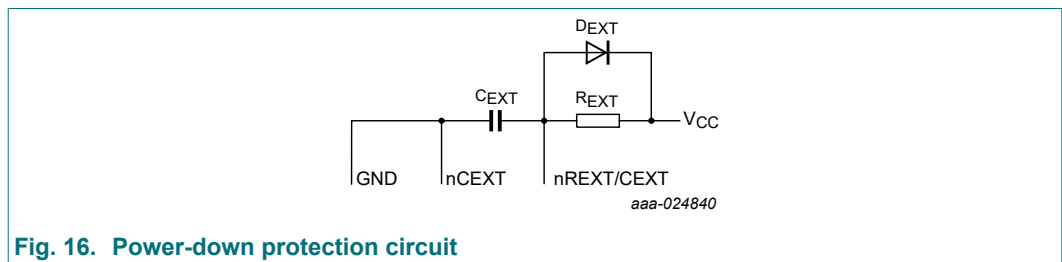 DEXT
CEXT
REXT
VCC
GND
nCEXT
nREXT/CEXT
aaa-024840
Fig. 16. Power-down protection circuit